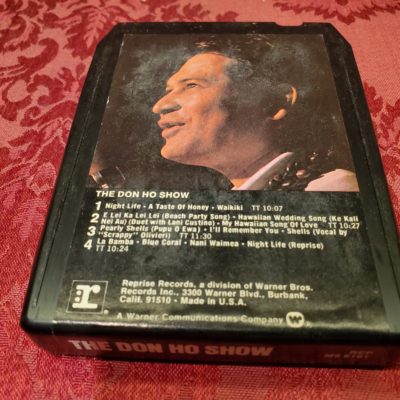 THE DON HO SHOW
1 Night Life • A Taste Of Honey • Waikiki TT 10:07
2 E Lei Ka Lei Lei (Beach Party Song) • Hawaiian Wedding Song (Ke Kali
Nei Au) (Duet with Lani Custino) • My Hawaiian Song Of Love • TT 10:27
3 Pearly Shells (Pupu O Ewa) • I'll Remember You • Shells (Vocal by
"Scrappy" Olivieri) TT 11:30
4 La Bamba • Blue Coral • Nani Waimea • Night Life (Reprise)
TT 10:24
r
Reprise Records, a division of Warner Bros.
Records Inc., 3300 Warner Blvd., Burbank,
Calif. 91510 • Made in U.S.A.
A Warner Communications Company
THE DON HO SHOW